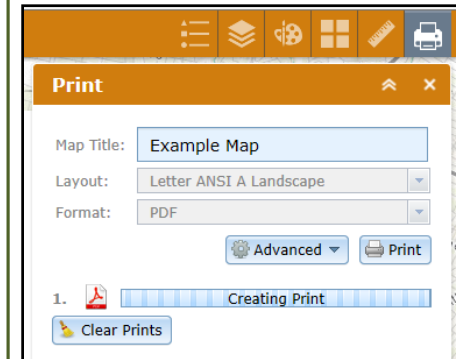 Print
Map Title: Example Map
Layout: Letter ANSI A Landscape
Format: PDF
Advanced Print
1. Creating Print
Clear Prints